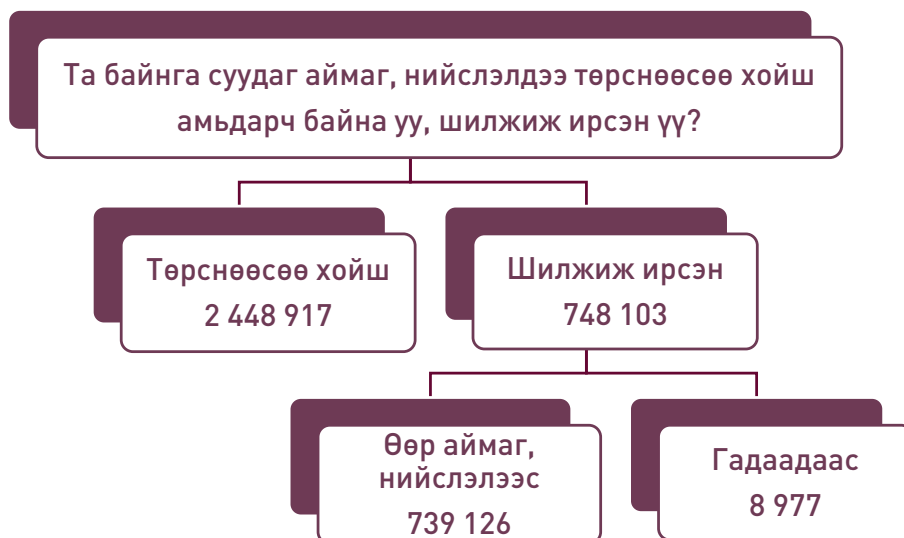 Та байнга суудаг аймаг, нийслэлдээ төрснөөсөө хойш
амьдарч байна уу, шилжиж ирсэн үү?
Төрснөөсөө хойш
2 448 917
Шилжиж ирсэн
748 103
Өөр аймаг,
нийслэлээс
739 126
Гадаадаас
8 977